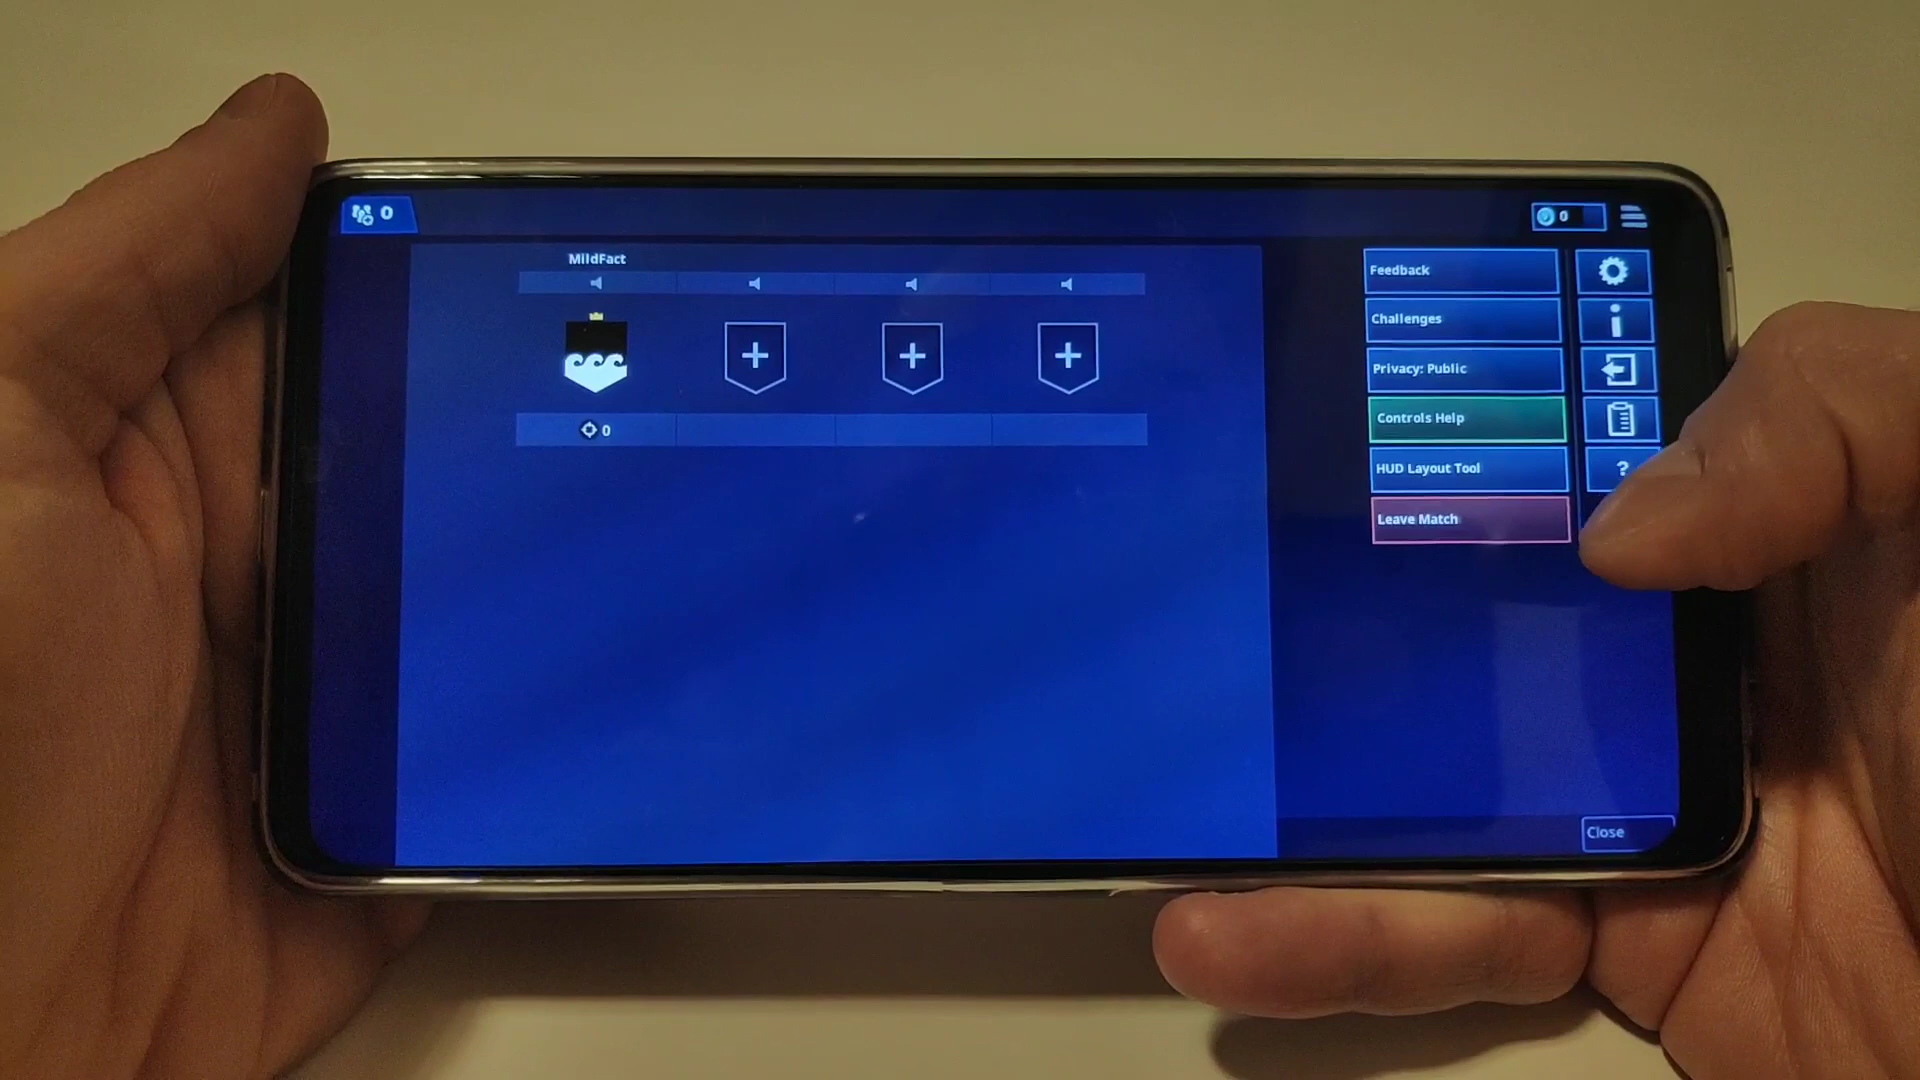 0
0
MildFact
0
Feedback
Challenges
Privacy: Public
Controls Help
HUD Layout Tool
?
Leave Match
Close